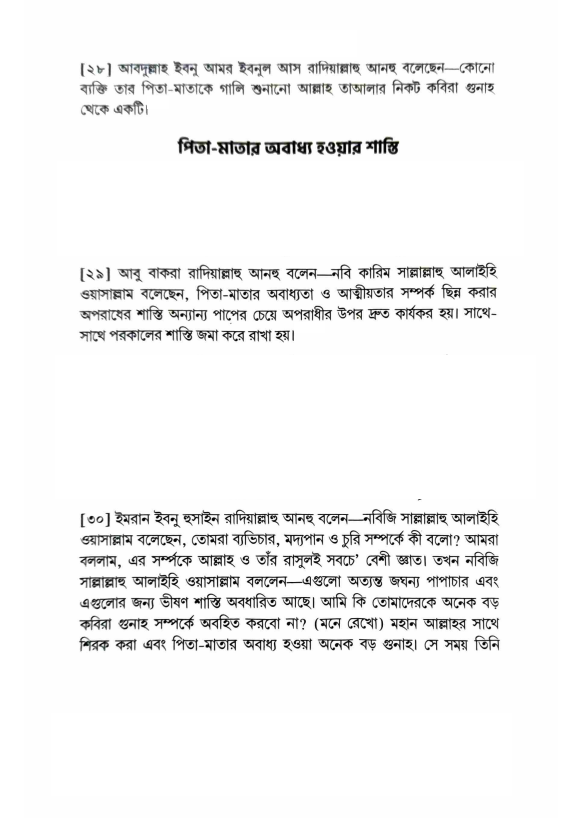 [২৮] আবদুল্লাহ ইবনু আমর ইবনুল আস রাদিয়াল্লাহু আনহু বলেছেন—কোনো
ব্যক্তি তার পিতা-মাতাকে গালি শুনানো আল্লাহ তাআলার নিকট কবিরা গুনাহ
থেকে একটি।
পিতা-মাতার অবাধ্য হওয়ার শাস্তি
[২৯] আবু বাকরা রাদিয়াল্লাহু আনহু বলেন—নবি কারিম সাল্লাল্লাহু আলাইহি
ওয়াসাল্লাম বলেছেন, পিতা-মাতার অবাধ্যতা ও আত্মীয়তার সম্পর্ক ছিন্ন করার
অপরাধের শাস্তি অন্যান্য পাপের চেয়ে অপরাধীর উপর দ্রুত কার্যকর হয়। সাথে-
সাথে পরকালের শাস্তি জমা করে রাখা হয়।
[৩০] ইমরান ইবনু হুসাইন রাদিয়াল্লাহু আনহু বলেন—নবিজি সাল্লাল্লাহু আলাইহি
ওয়াসাল্লাম বলেছেন, তোমরা ব্যভিচার, মদ্যপান ও চুরি সম্পর্কে কী বলো? আমরা
বললাম, এর সর্ম্পকে আল্লাহ ও তাঁর রাসুলই সবচে’ বেশী জ্ঞাত। তখন নবিজি
সাল্লাল্লাহু আলাইহি ওয়াসাল্লাম বললেন—এগুলো অত্যন্ত জঘন্য পাপাচার এবং
এগুলোর জন্য ভীষণ শাস্তি অবধারিত আছে। আমি কি তোমাদেরকে অনেক বড়
কবিরা গুনাহ সম্পর্কে অবহিত করবো না? (মনে রেখো) মহান আল্লাহর সাথে
শিরক করা এবং পিতা-মাতার অবাধ্য হওয়া অনেক বড় গুনাহ। সে সময় তিনি